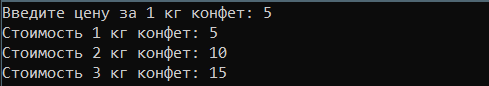 Введите цену за 1 кг конфет: 5
Стоимость 1 кг конфет: 5
Стоимость 2 кг конфет: 10
Стоимость 3 кг конфет: 15